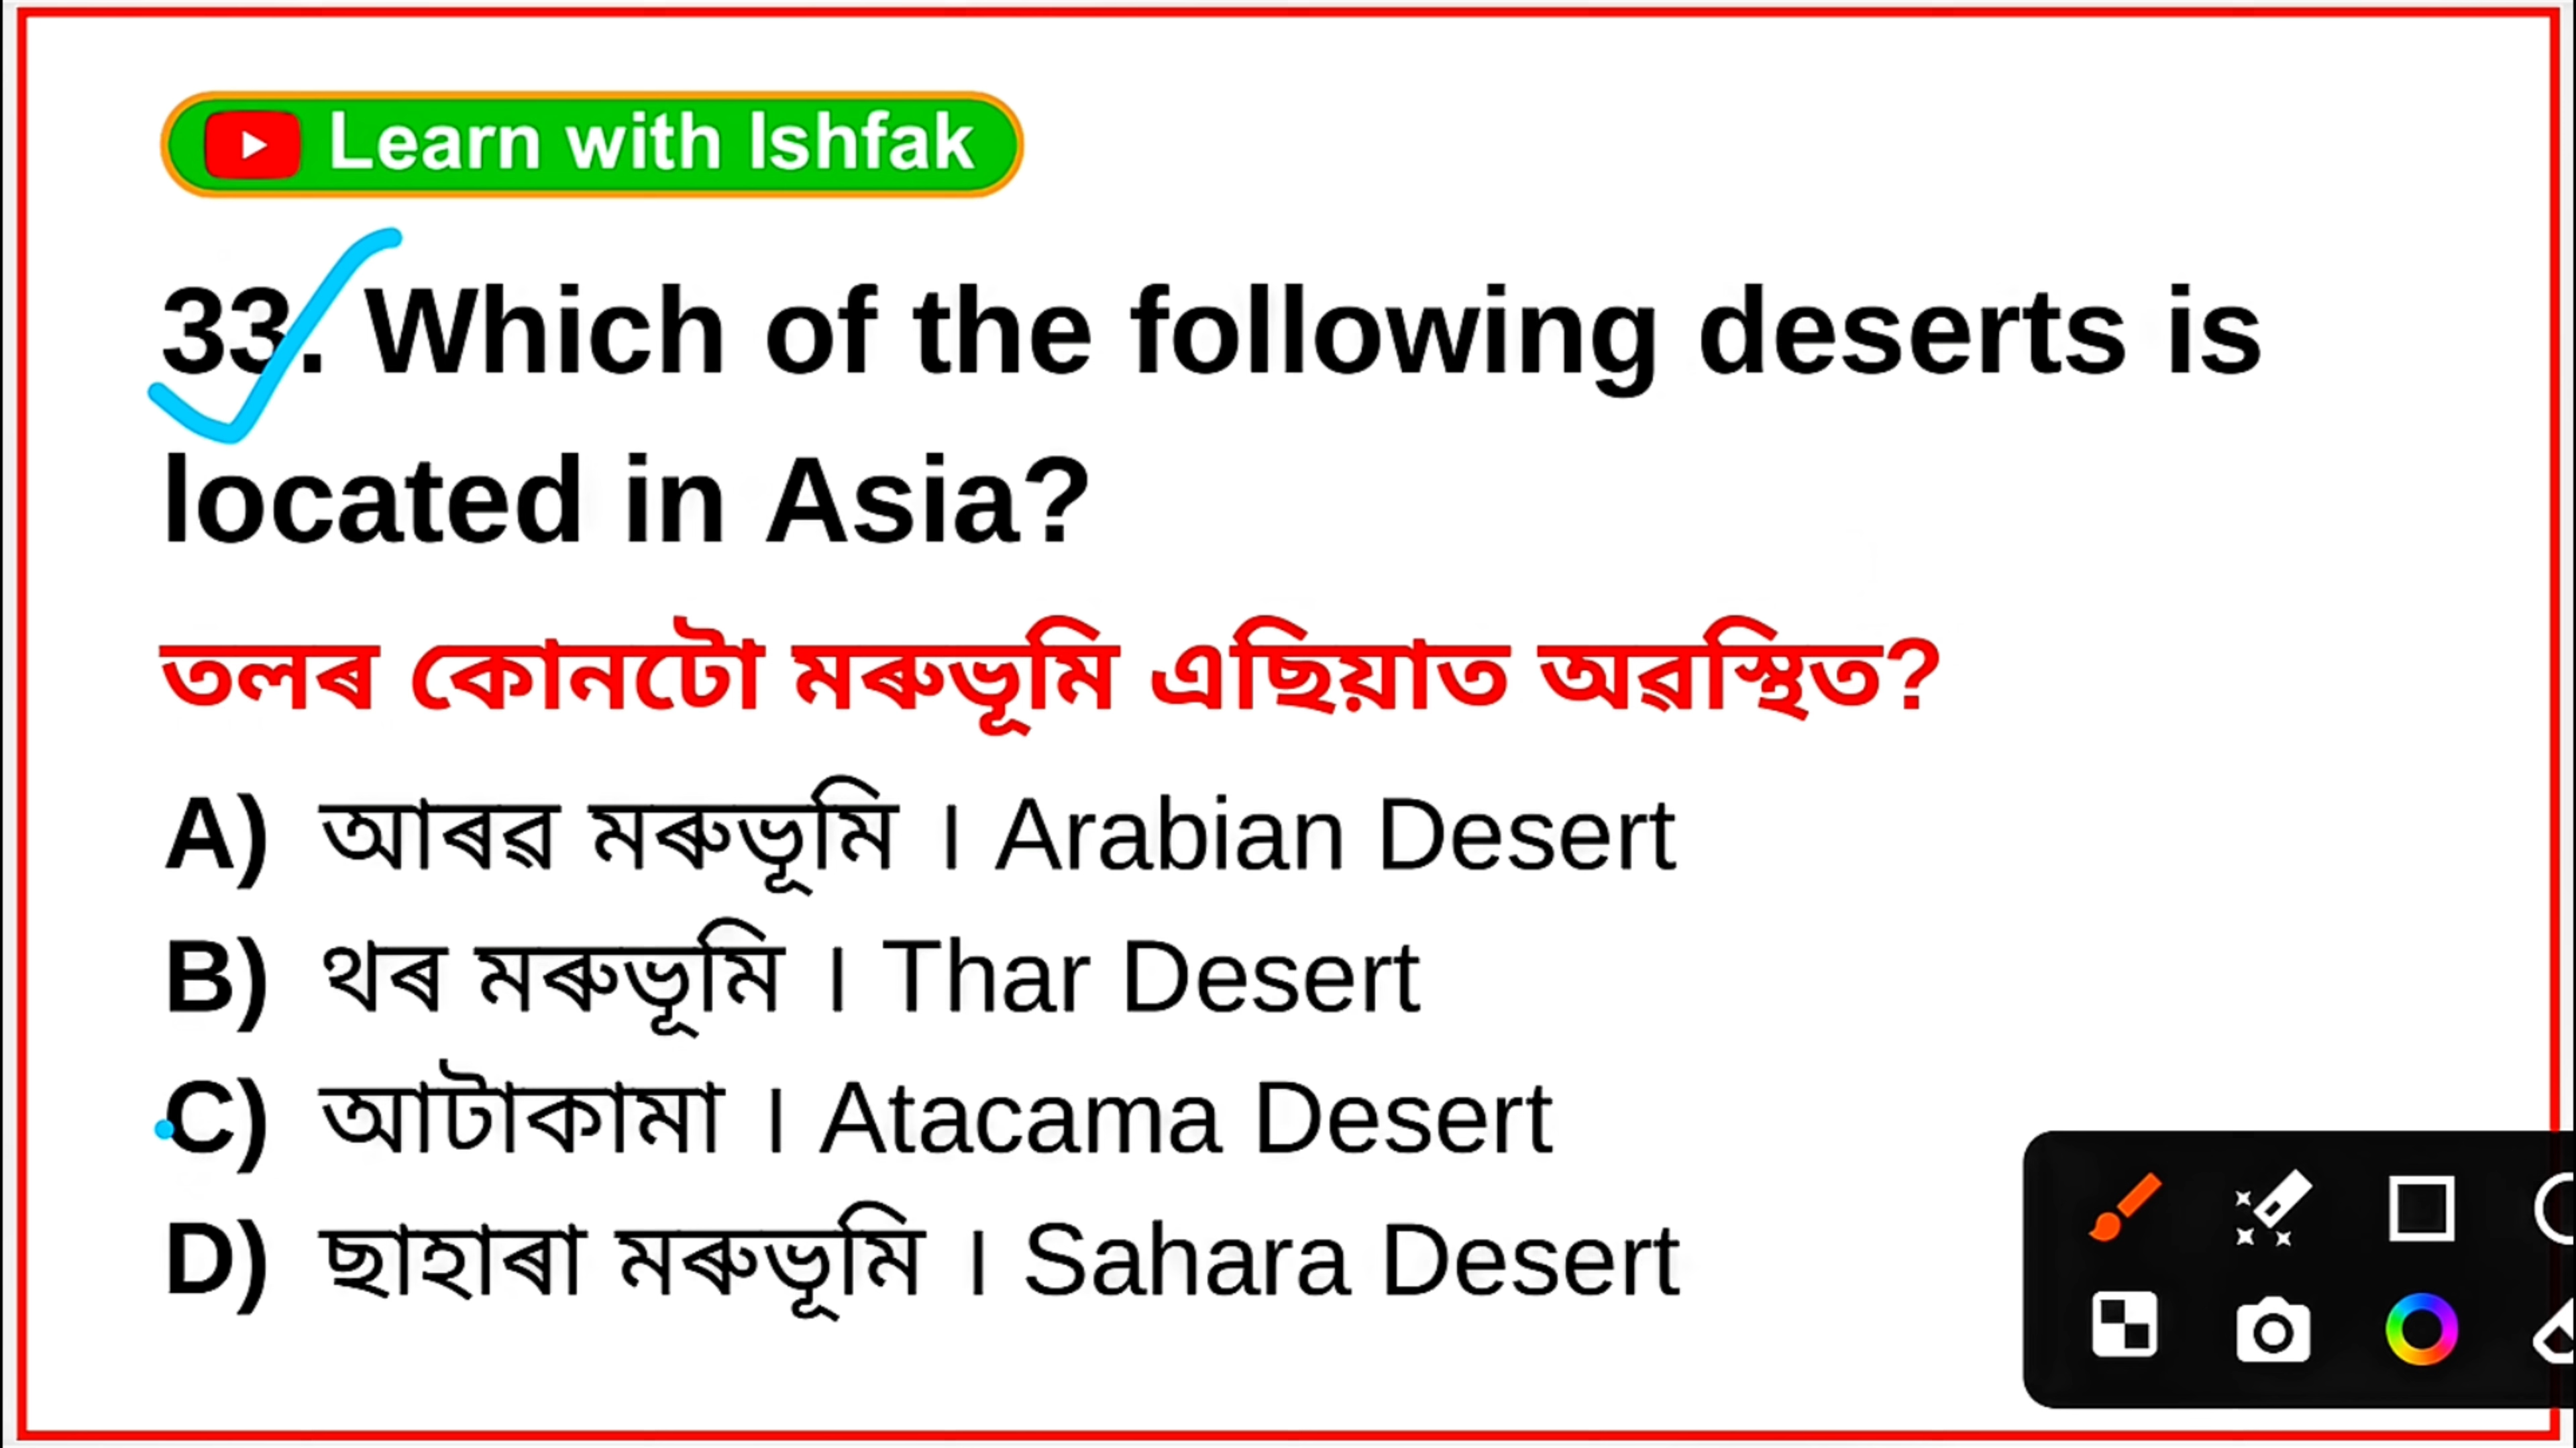 Learn with Ishfak
33. Which of the following deserts is
located in Asia?
তলৰ কোনটো মৰুভূমি এছিয়াত অৱস্থিত?
A) আৰৱ মৰুভূমি । Arabian Desert
B) থৰ মৰুভূমি । Thar Desert
C) আটাকামা । Atacama Desert
D) ছাহাৰা মৰুভূমি । Sahara Desert